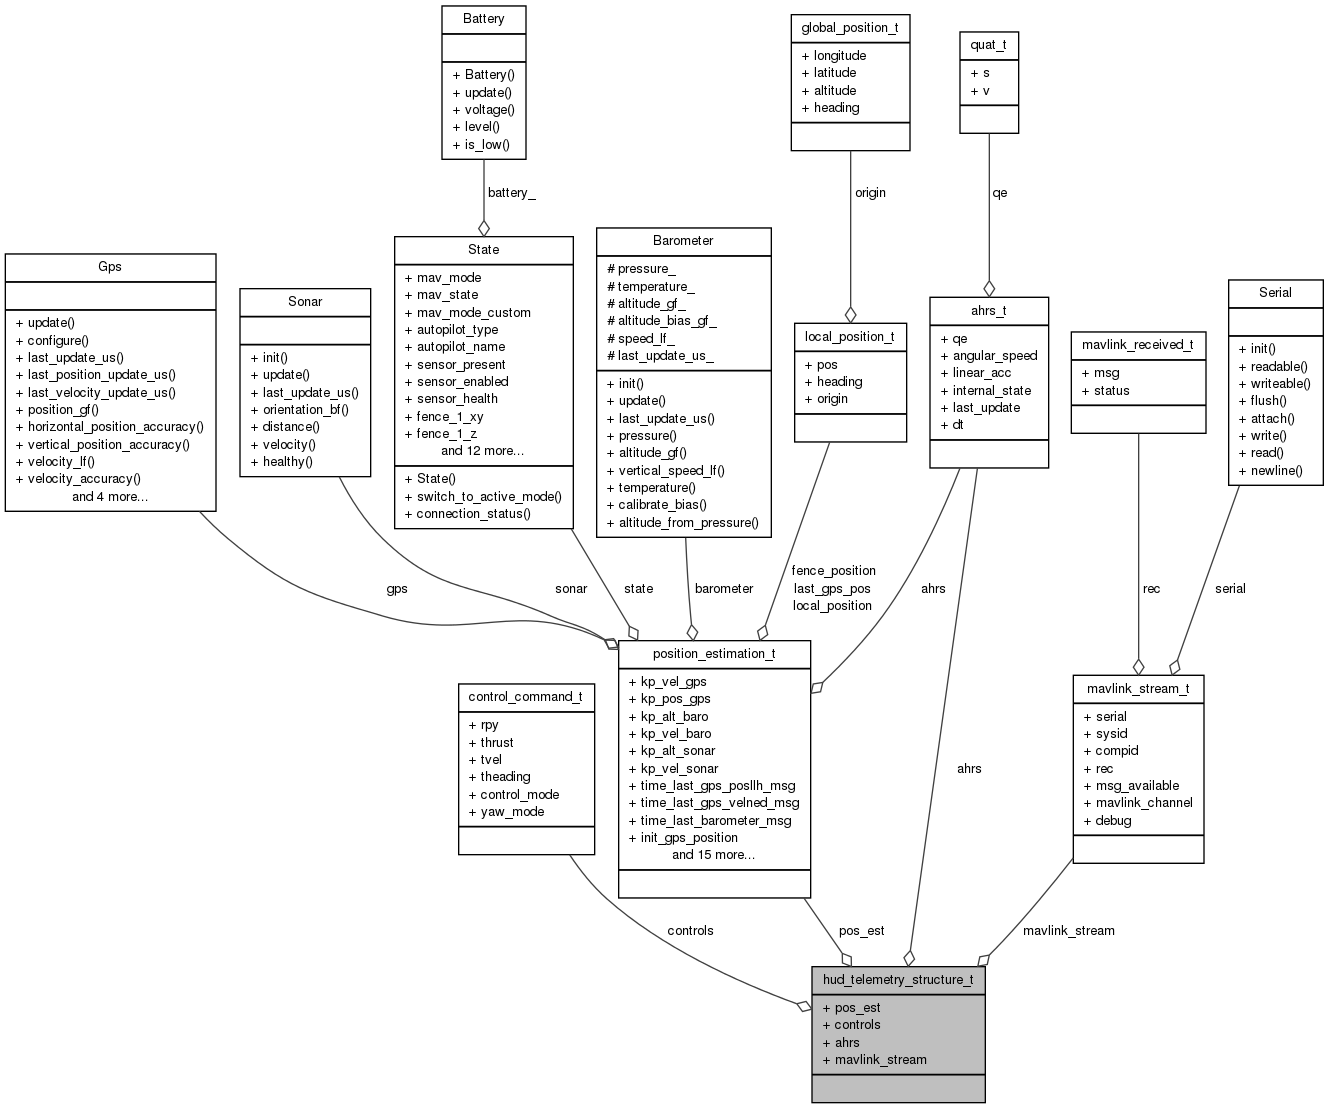 Battery
+ Battery()
+ update()
+ voltage()
+ level()
+ is_low()
battery_
global_position_t
+ longitude
+ latitude
+ altitude
+ heading
origin
quat_t
+ s
+ v
qe
Gps
+ update()
+ configure()
+ last_update_us()
+ last_position_update_us()
+ last_velocity_update_us()
+ position_gf()
+ horizontal_position_accuracy()
+ vertical_position_accuracy()
+ velocity_lf()
+ velocity_accuracy()
and 4 more...
gps
Sonar
+ init()
+ update()
+ last_update_us()
+ orientation_bf()
+ distance()
+ velocity()
+ healthy()
sonar
State
+ mav_mode
+ mav_state
+ mav_mode_custom
+ autopilot_type
+ autopilot_name
+ sensor_present
+ sensor_enabled
+ sensor_health
+ fence_1_xy
+ fence_1_z
and 12 more...
+ State()
+ switch_to_active_mode()
+ connection_status()
state
Barometer
# pressure_
# temperature_
# altitude_gf_
# altitude_bias_gf_
# speed_lf_
# last_update_us_
+ init()
+ update()
+ last_update_us()
+ pressure()
+ altitude_gf()
+ vertical_speed_lf()
+ temperature()
+ calibrate_bias()
+ altitude_from_pressure()
barometer
local_position_t
+ pos
+ heading
+ origin
fence_position
last_gps_pos
local_position
ahrs_t
+ qe
+ angular_speed
+ linear_acc
+ internal_state
+ last_update
+ dt
ahrs
ahrs
mavlink_received_t
+ msg
+ status
rec
Serial
+ init()
+ readable()
+ writeable()
+ flush()
+ attach()
+ write()
+ read()
+ newline()
serial
control_command_t
+ rpy
+ thrust
+ tvel
+ theading
+ control_mode
+ yaw_mode
controls
position_estimation_t
+ kp_vel_gps
+ kp_pos_gps
+ kp_alt_baro
+ kp_vel_baro
+ kp_alt_sonar
+ kp_vel_sonar
+ time_last_gps_posllh_msg
+ time_last_gps_velned_msg
+ time_last_barometer_msg
+ init_gps_position
and 15 more...
pos_est
mavlink_stream_t
+ serial
+ sysid
+ compid
+ rec
+ msg_available
+ mavlink_channel
+ debug
mavlink_stream
hud_telemetry_structure_t
+ pos_est
+ controls
+ ahrs
+ mavlink_stream